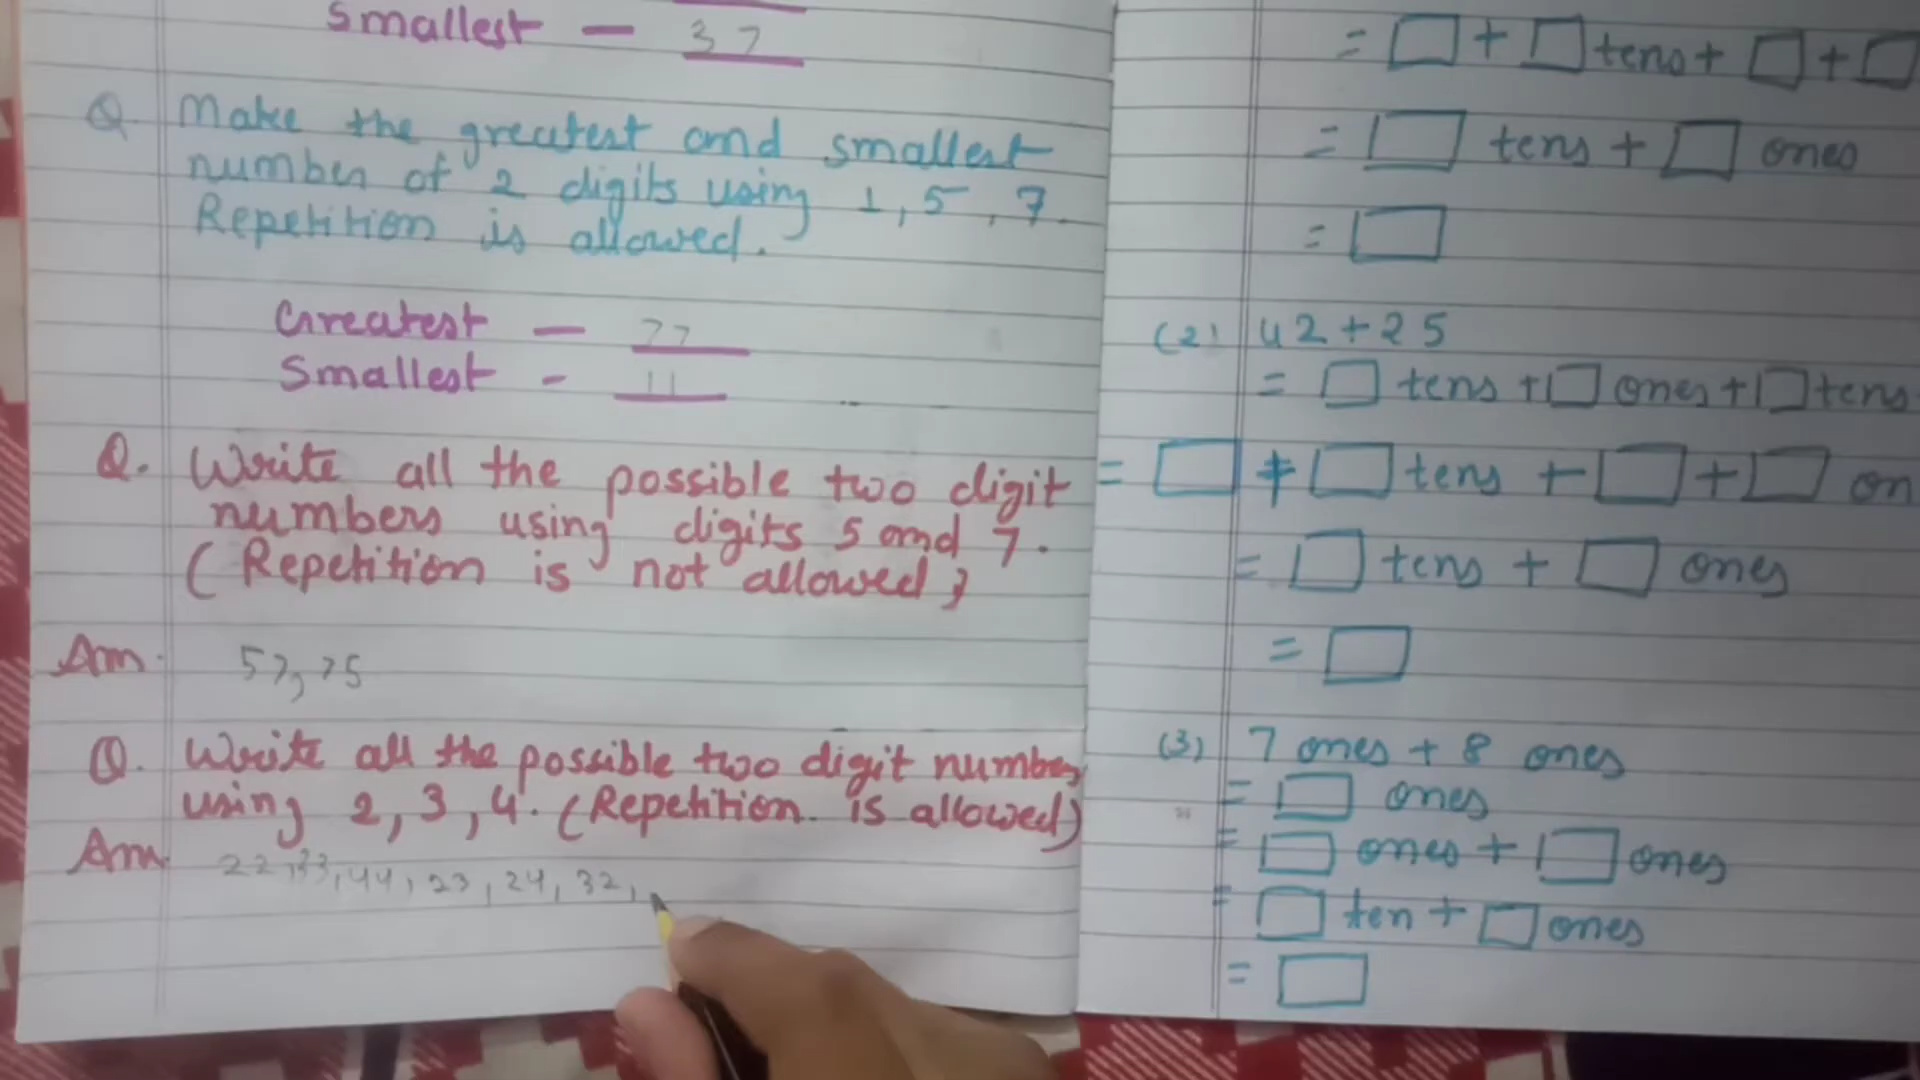 Smallest - 37
Q. Make the greatest and smallest
number of 2 digits using 1, 5, 7.
Repetition is allowed.
Greatest - 77
Smallest - 11
Q. Write all the possible two digit
numbers using digits 5 and 7.
(Repetition is not allowed)
Ans. 57, 75
Q. Write all the possible two digit number
using 2, 3, 4. (Repetition is allowed)
Ans. 22, 33, 44, 23, 24, 32,
= □ + □ tens + □ + □
= □ tens + □ ones
= □
(2) 42 + 25
= □ tens + □ ones + □ tens
= □ + □ tens + □ + □ on
= □ tens + □ ones
= □
(3) 7 ones + 8 ones
= □ ones
= □ ones + □ ones
= □ ten + □ ones
= □